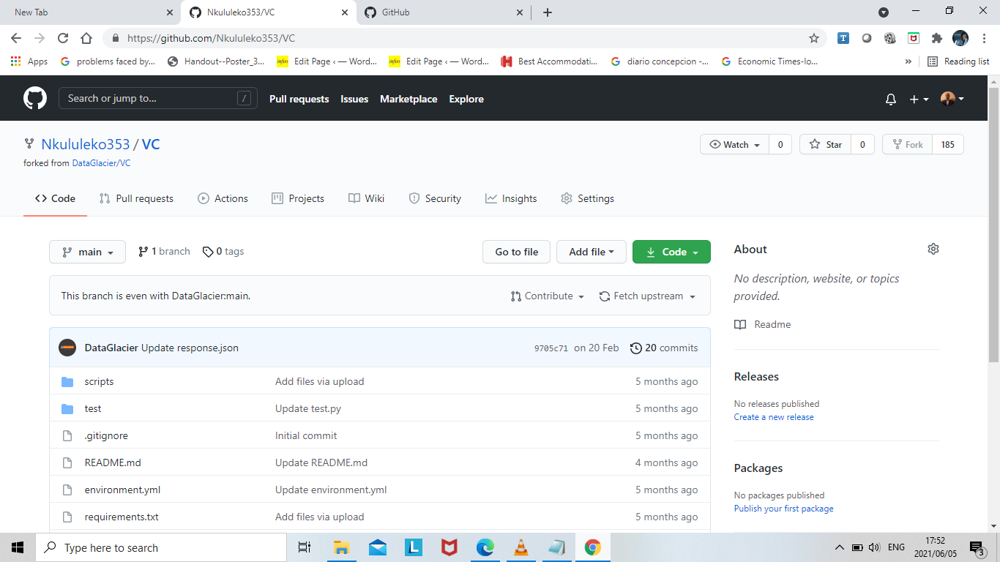 New Tab
Nkululeko353/VC
GitHub
https://github.com/Nkululeko353/VC
Apps
problems faced by...
Handout--Poster_3...
infos
Edit Page ‹ — Word...
infos
Edit Page ‹ — Word...
Best Accommodati...
diario concepcion -...
Economic Times-Io...
»
Reading list
Search or jump to...
/
Pull requests
Issues
Marketplace
Explore
Nkululeko353 / VC
forked from DataGlacier/VC
Watch
0
Star
0
Fork
185
Code
Pull requests
Actions
Projects
Wiki
Security
Insights
Settings
main
1 branch
0 tags
Go to file
Add file
Code
This branch is even with DataGlacier:main.
Contribute
Fetch upstream
DataGlacier Update response.json
9705c71 on 20 Feb
20 commits
scripts
Add files via upload
5 months ago
test
Update test.py
5 months ago
.gitignore
Initial commit
5 months ago
README.md
Update README.md
4 months ago
environment.yml
Update environment.yml
5 months ago
requirements.txt
Add files via upload
5 months ago
About
No description, website, or topics
provided.
Readme
Releases
No releases published
Create a new release
Packages
No packages published
Publish your first package
Type here to search
L
ENG
17:52
2021/06/05
3